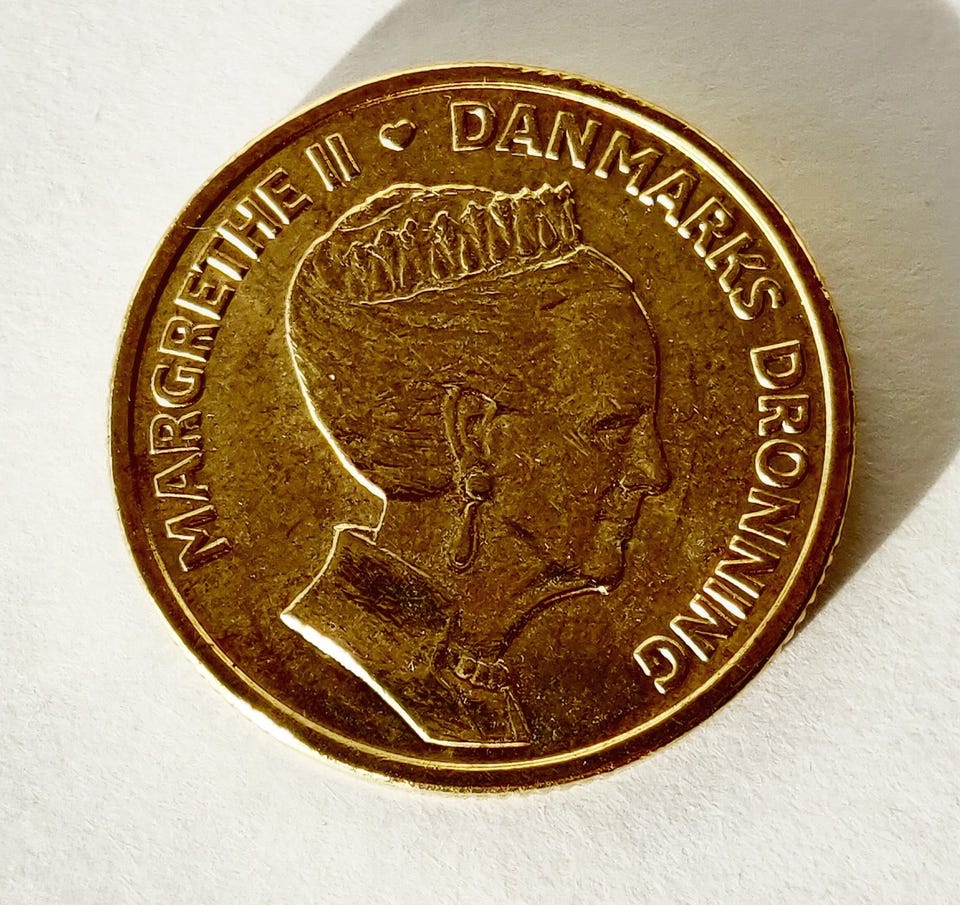 MARGRETHE II ♥ DANMARKS DRONNING